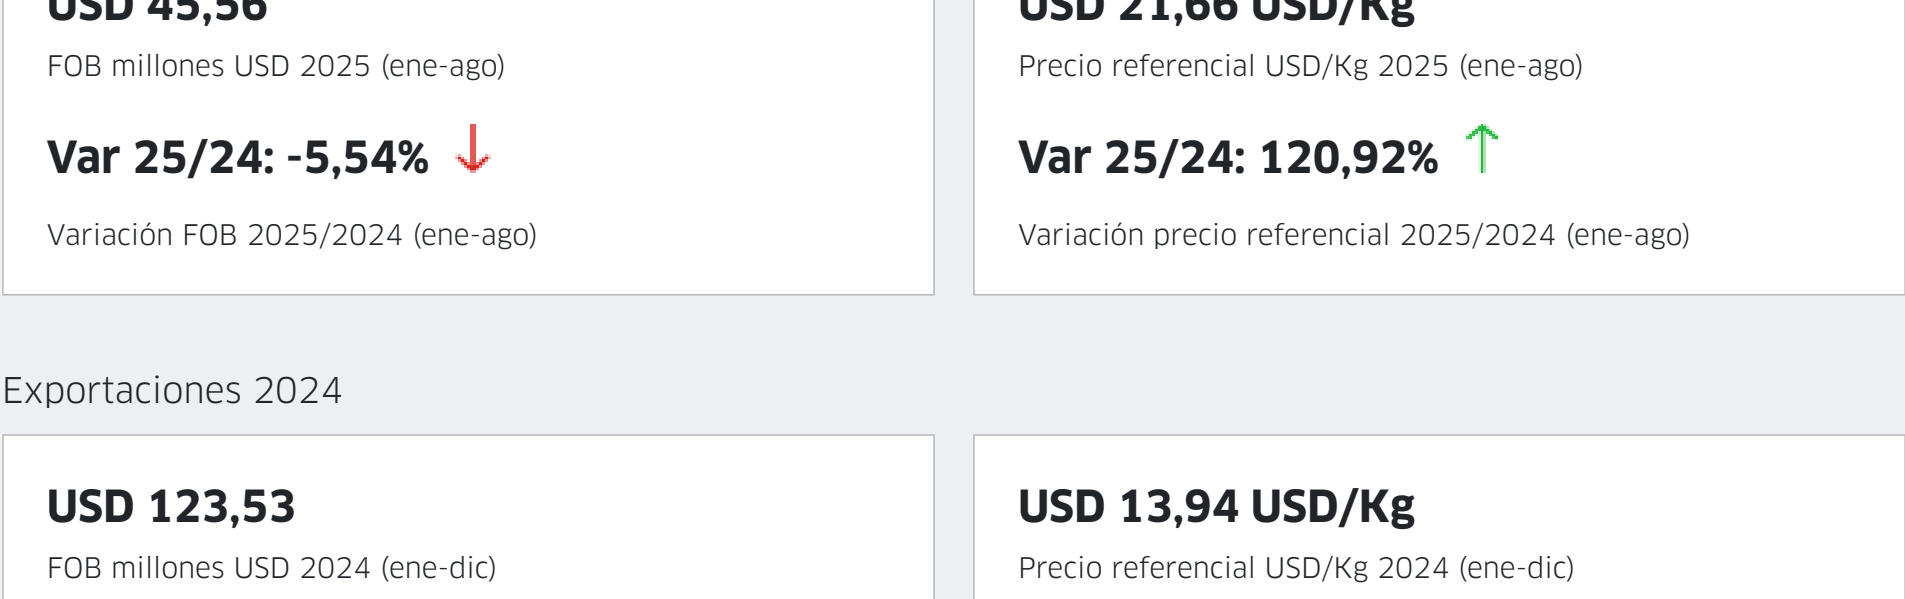 USD 45,56
FOB millones USD 2025 (ene-ago)
Var 25/24: -5,54%
Variación FOB 2025/2024 (ene-ago)
USD 21,66 USD/Kg
Precio referencial USD/Kg 2025 (ene-ago)
Var 25/24: 120,92%
Variación precio referencial 2025/2024 (ene-ago)
Exportaciones 2024
USD 123,53
FOB millones USD 2024 (ene-dic)
USD 13,94 USD/Kg
Precio referencial USD/Kg 2024 (ene-dic)